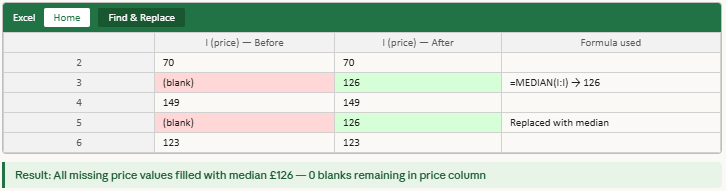 Excel Home Find & Replace
I (price) — Before I (price) — After Formula used
2 70 70
3 (blank) 126 =MEDIAN(I:I) → 126
4 149 149
5 (blank) 126 Replaced with median
6 123 123
Result: All missing price values filled with median £126 — 0 blanks remaining in price column